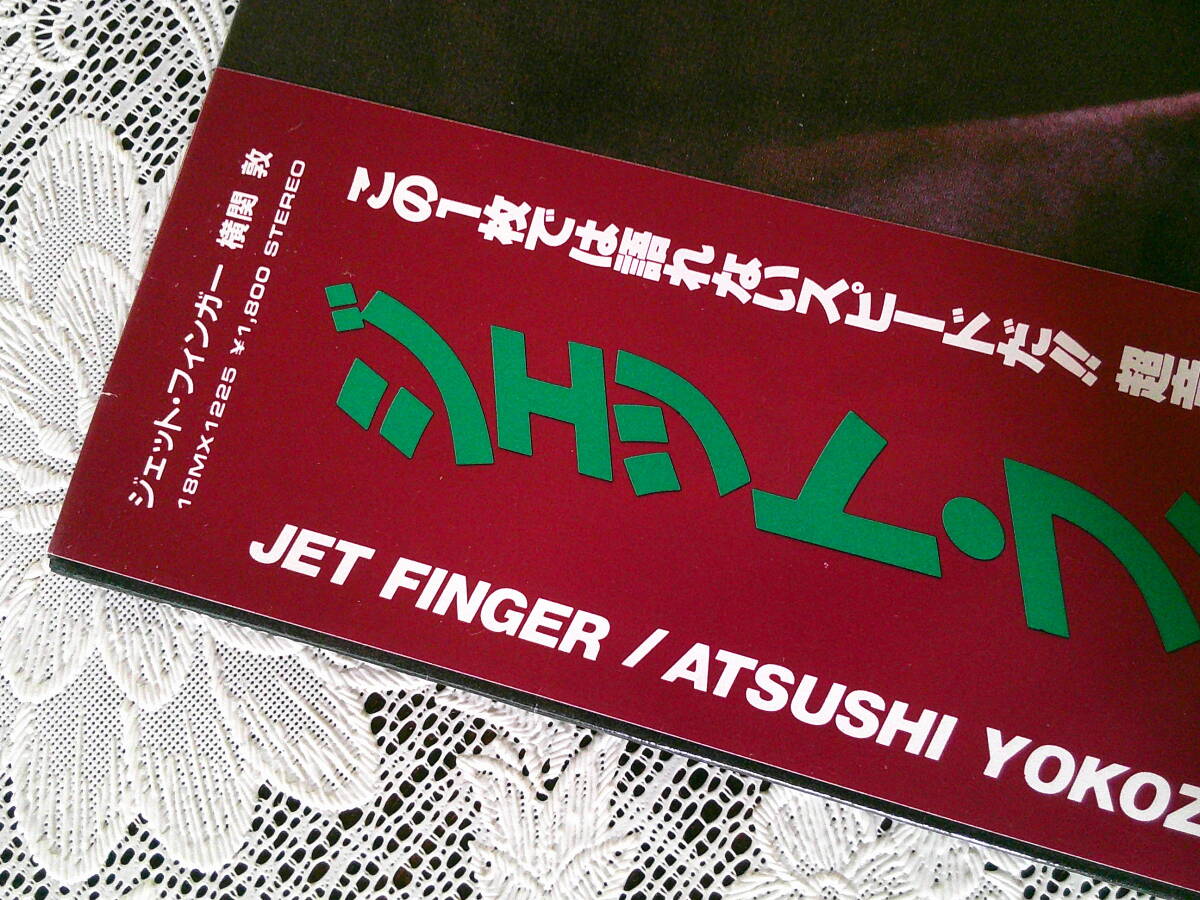 ジェット・フィンガー 横関 敦
18MX1225 ¥1,800 STEREO
この1枚では語れないスピードだ!! 超
ジェット・フ
JET FINGER / ATSUSHI YOKOZ